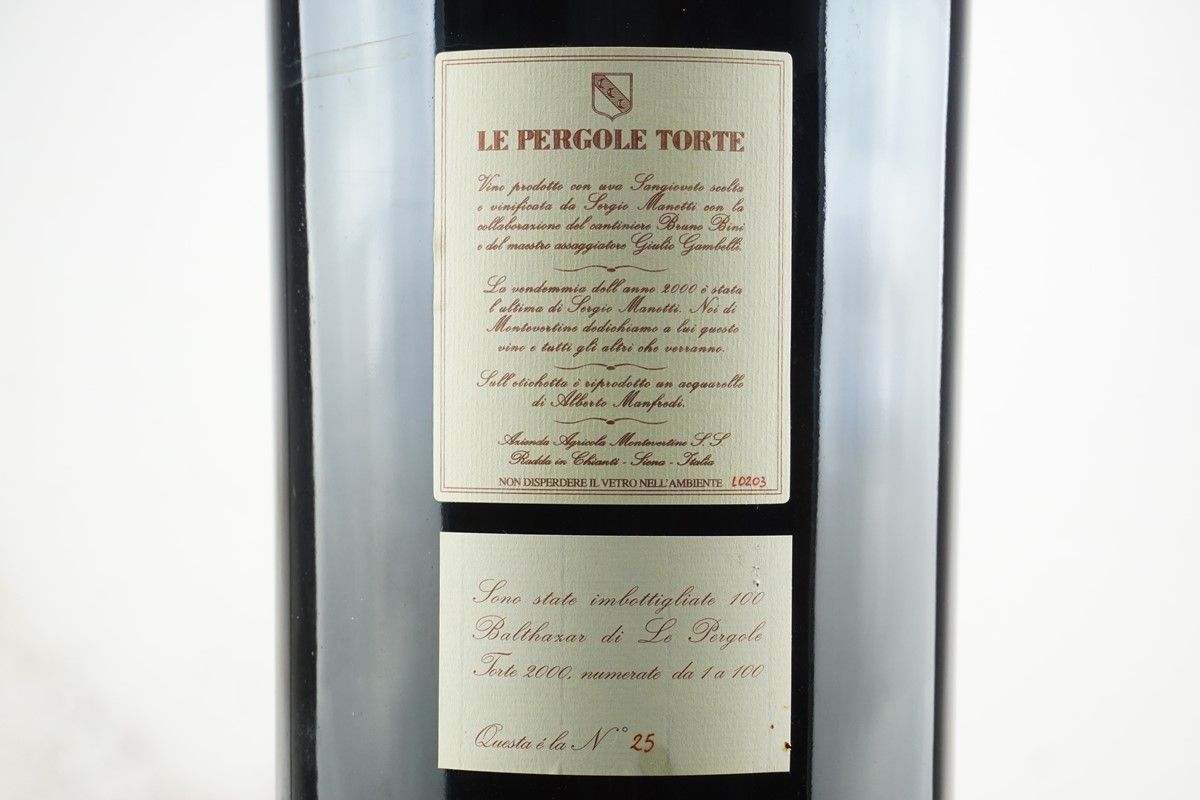 LE PERGOLE TORTE
Vino prodotto con uva Sangioveto scelta
e vinificata da Sergio Manetti con la
collaborazione del cantiniere Bruno Bini
e del maestro assaggiatore Giulio Gambelli.
La vendemmia dell'anno 2000 è stata
l'ultima di Sergio Manetti. Noi di
Montevertine dedichiamo a lui questo
vino e tutti gli altri che verranno.
Sull'etichetta è riprodotto un acquarello
di Alberto Manfredi.
Azienda Agricola Montevertine S.S.
Radda in Chianti - Siena - Italia
NON DISPERDERE IL VETRO NELL'AMBIENTE L0203
Sono state imbottigliate 100
Balthazar di Le Pergole
Torte 2000, numerate da 1 a 100
Questa é la N° 25